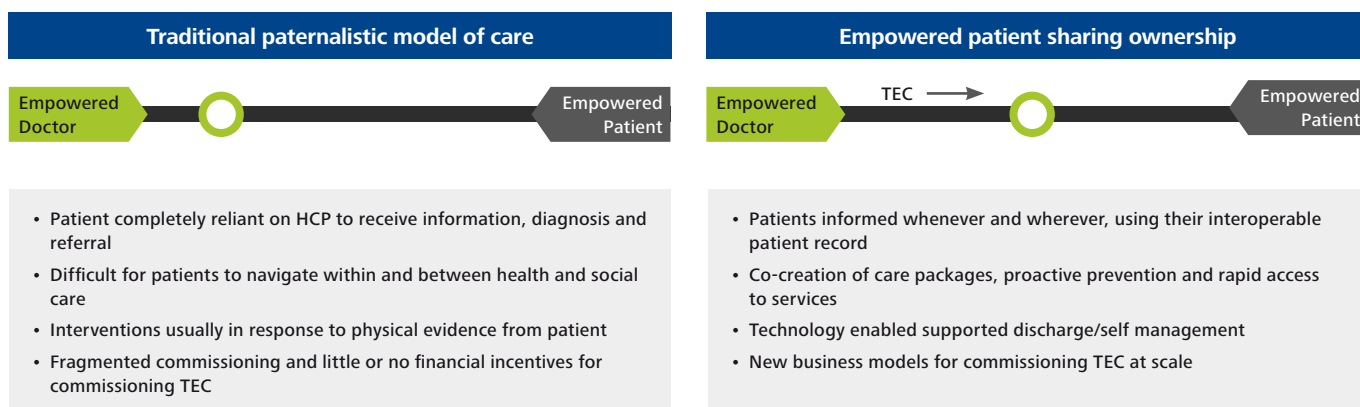 Traditional paternalistic model of care
Empowered
Doctor
Empowered
Patient
• Patient completely reliant on HCP to receive information, diagnosis and
referral
• Difficult for patients to navigate within and between health and social
care
• Interventions usually in response to physical evidence from patient
• Fragmented commissioning and little or no financial incentives for
commissioning TEC
Empowered patient sharing ownership
Empowered
Doctor
TEC
Empowered
Patient
• Patients informed whenever and wherever, using their interoperable
patient record
• Co-creation of care packages, proactive prevention and rapid access
to services
• Technology enabled supported discharge/self management
• New business models for commissioning TEC at scale